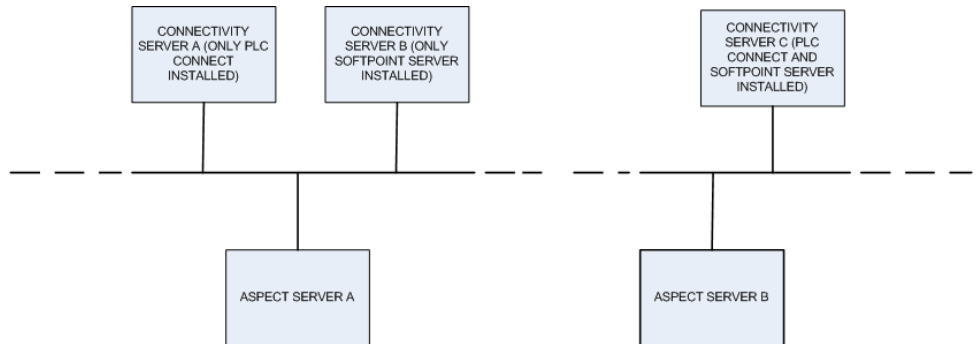 CONNECTIVITY
SERVER A (ONLY PLC
CONNECT
INSTALLED)
CONNECTIVITY
SERVER B (ONLY
SOFTPOINT SERVER
INSTALLED)
CONNECTIVITY
SERVER C (PLC
CONNECT AND
SOFTPOINT SERVER
INSTALLED)
ASPECT SERVER A
ASPECT SERVER B